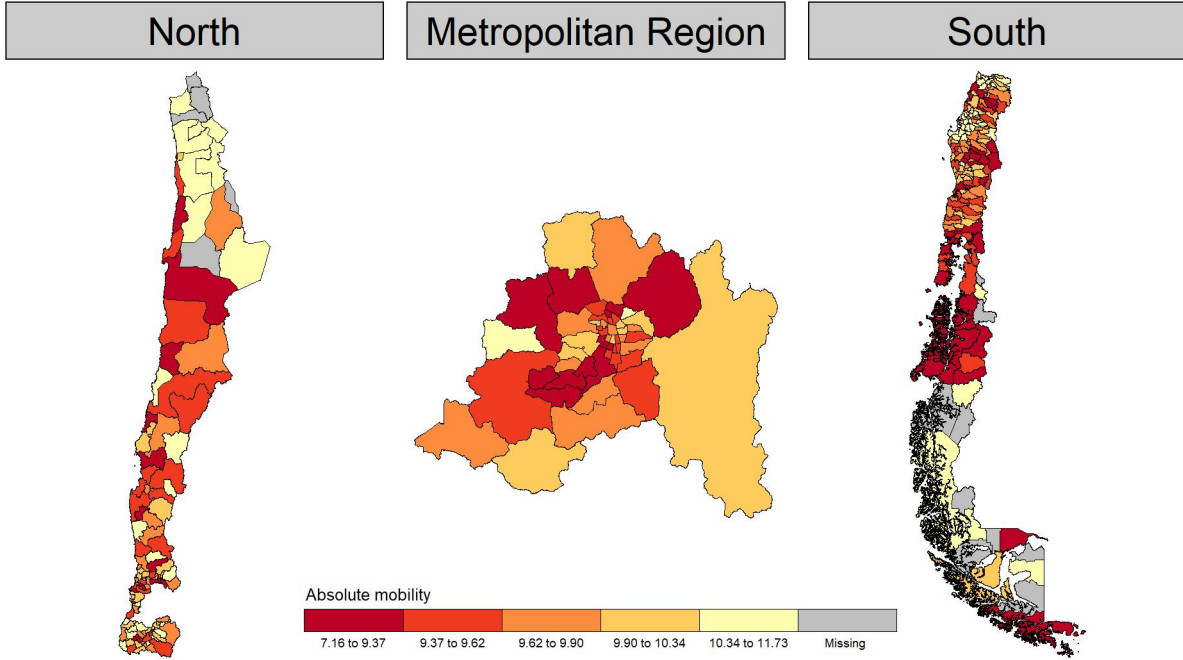 North
Metropolitan Region
South
Absolute mobility
7.16 to 9.37
9.37 to 9.62
9.62 to 9.90
9.90 to 10.34
10.34 to 11.73
Missing